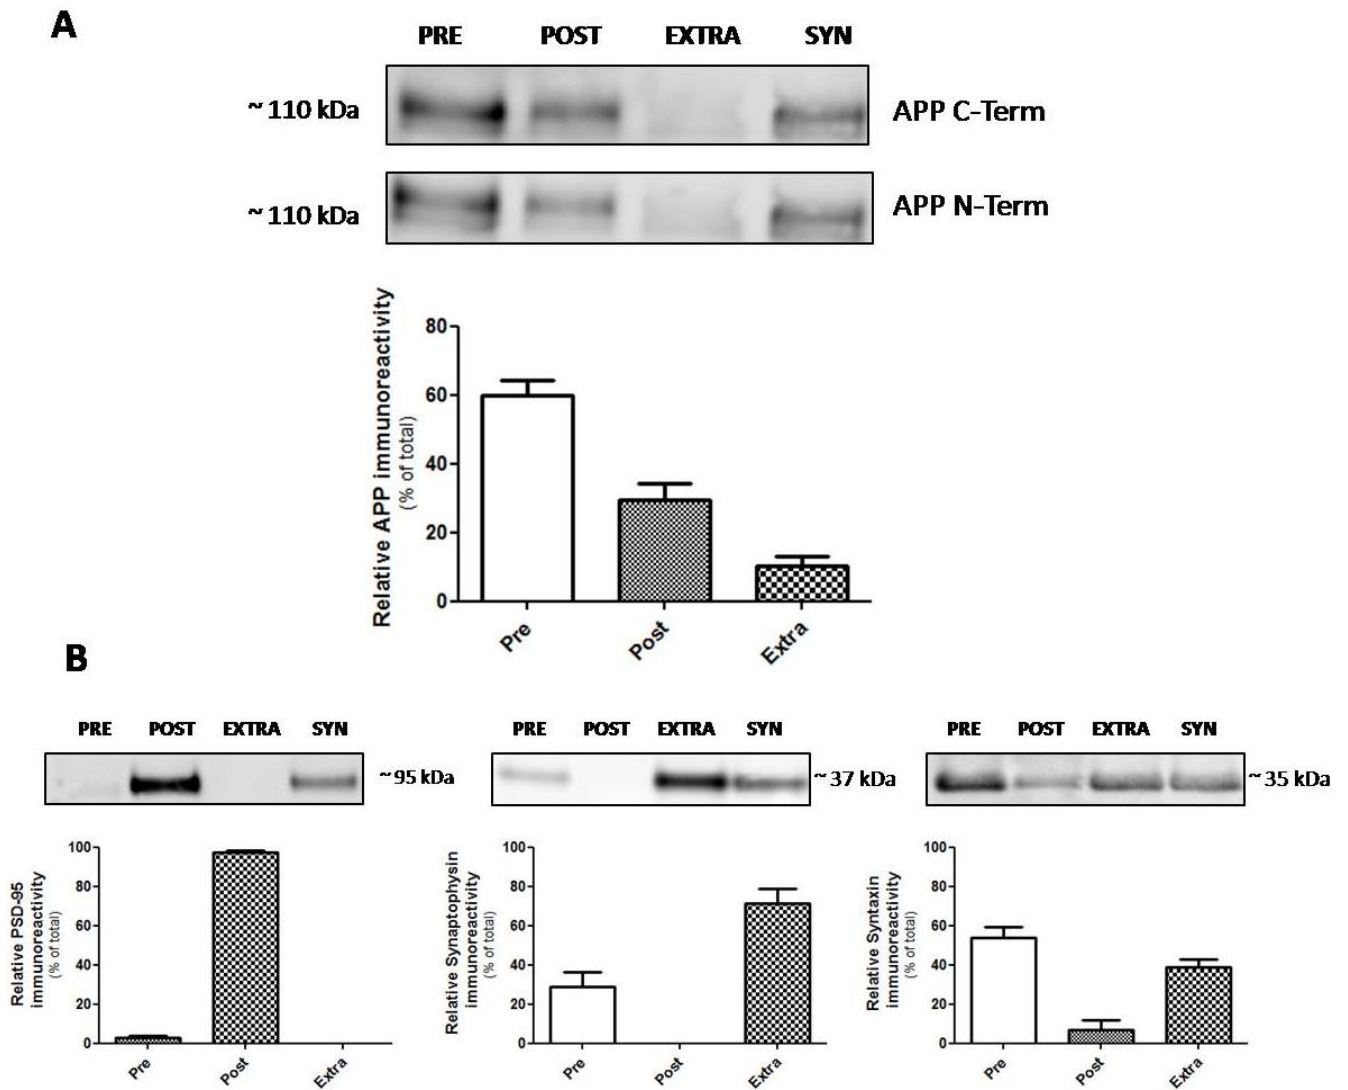 A
PRE POST EXTRA SYN
~ 110 kDa APP C-Term
~ 110 kDa APP N-Term
Relative APP immunoreactivity
(% of total)
80
60
40
20
0
Pre Post Extra
B
PRE POST EXTRA SYN
~ 95 kDa
Relative PSD-95
immunoreactivity
(% of total)
100
80
60
40
20
0
Pre Post Extra
PRE POST EXTRA SYN
~ 37 kDa
Relative Synaptophysin
immunoreactivity
(% of total)
100
80
60
40
20
0
Pre Post Extra
PRE POST EXTRA SYN
~ 35 kDa
Relative Syntaxin
immunoreactivity
(% of total)
100
80
60
40
20
0
Pre Post Extra